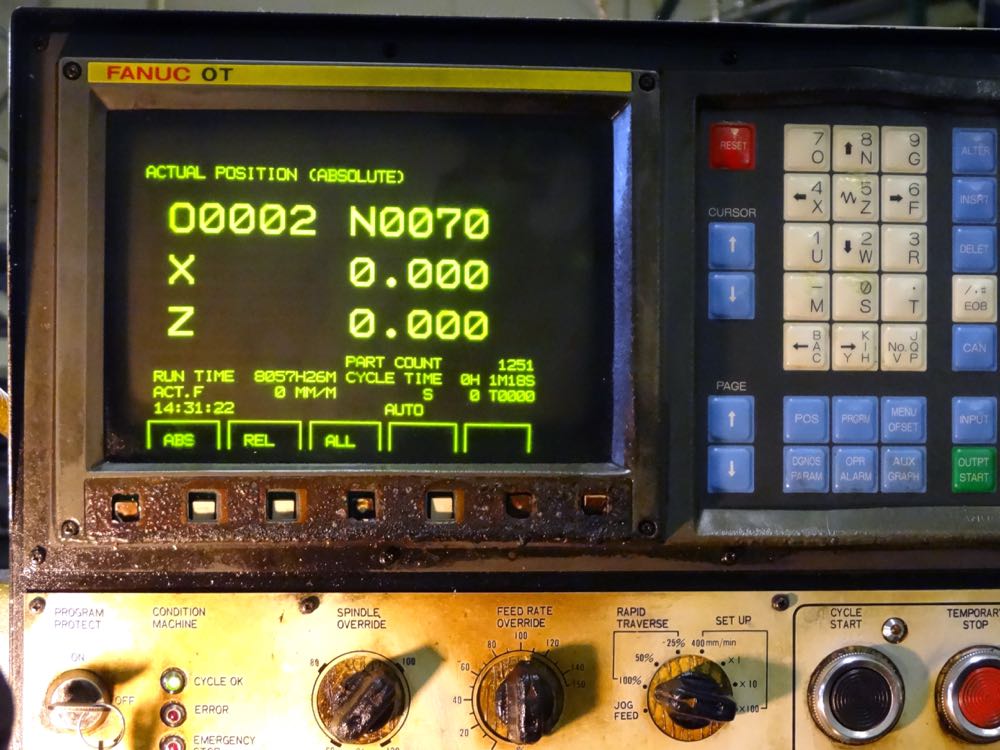 FANUC 0T
ACTUAL POSITION (ABSOLUTE)
O0002 N0070
X 0.000
Z 0.000
PART COUNT 1251
RUN TIME 8057H26M CYCLE TIME 0H 1M18S
ACT.F 0 MM/M S 0 T0000
14:31:22 AUTO
ABS REL ALL
RESET
7 O
8 N
9 G
ALTER
4 X
5 Z
6 F
INSRT
CURSOR
1 U
2 W
3 R
DELET
- M
0 S
. T
/ . # EOB
B A C
K I Y H
No. J Q V P
CAN
PAGE
POS
PRGRM
MENU OFSET
INPUT
DGNOS PARAM
OPR ALARM
AUX GRAPH
OUTPT START
PROGRAM PROTECT
ON
OFF
CONDITION MACHINE
CYCLE OK
ERROR
EMERGENCY
SPINDLE OVERRIDE
80 100
FEED RATE OVERRIDE
20 40 60 80 100 120 140 150
RAPID TRAVERSE
100% 50% 25%
JOG FEED
SET UP
400 mm/min
X 1
X 10
X 100
CYCLE START
TEMPORAR
STOP